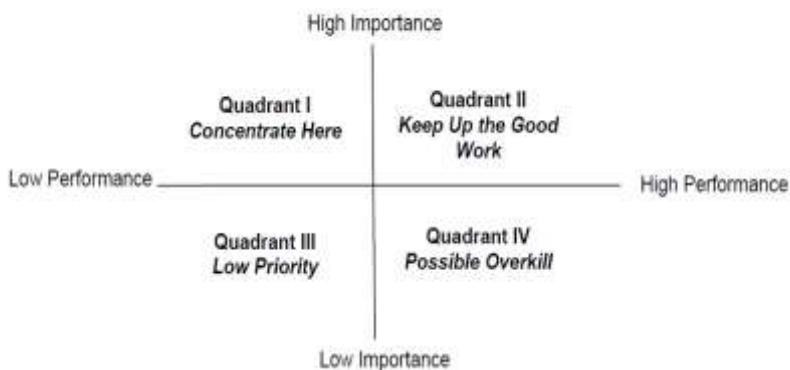 High Importance
Quadrant I
Concentrate Here
Quadrant II
Keep Up the Good
Work
Low Performance
High Performance
Quadrant III
Low Priority
Quadrant IV
Possible Overkill
Low Importance